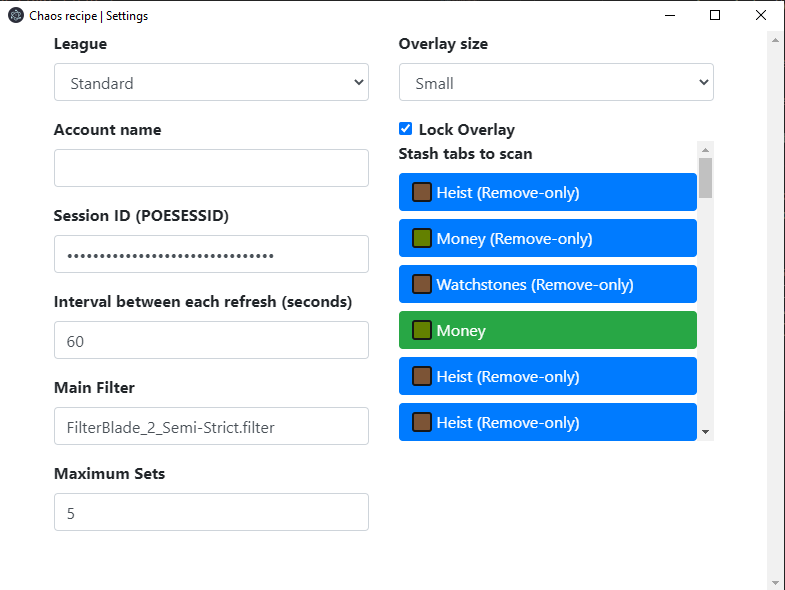 Chaos recipe | Settings
League
Standard
Account name
Session ID (POESESSID)
••••••••••••••••••••••••••••••••
Interval between each refresh (seconds)
60
Main Filter
FilterBlade_2_Semi-Strict.filter
Maximum Sets
5
Overlay size
Small
Lock Overlay
Stash tabs to scan
Heist (Remove-only)
Money (Remove-only)
Watchstones (Remove-only)
Money
Heist (Remove-only)
Heist (Remove-only)